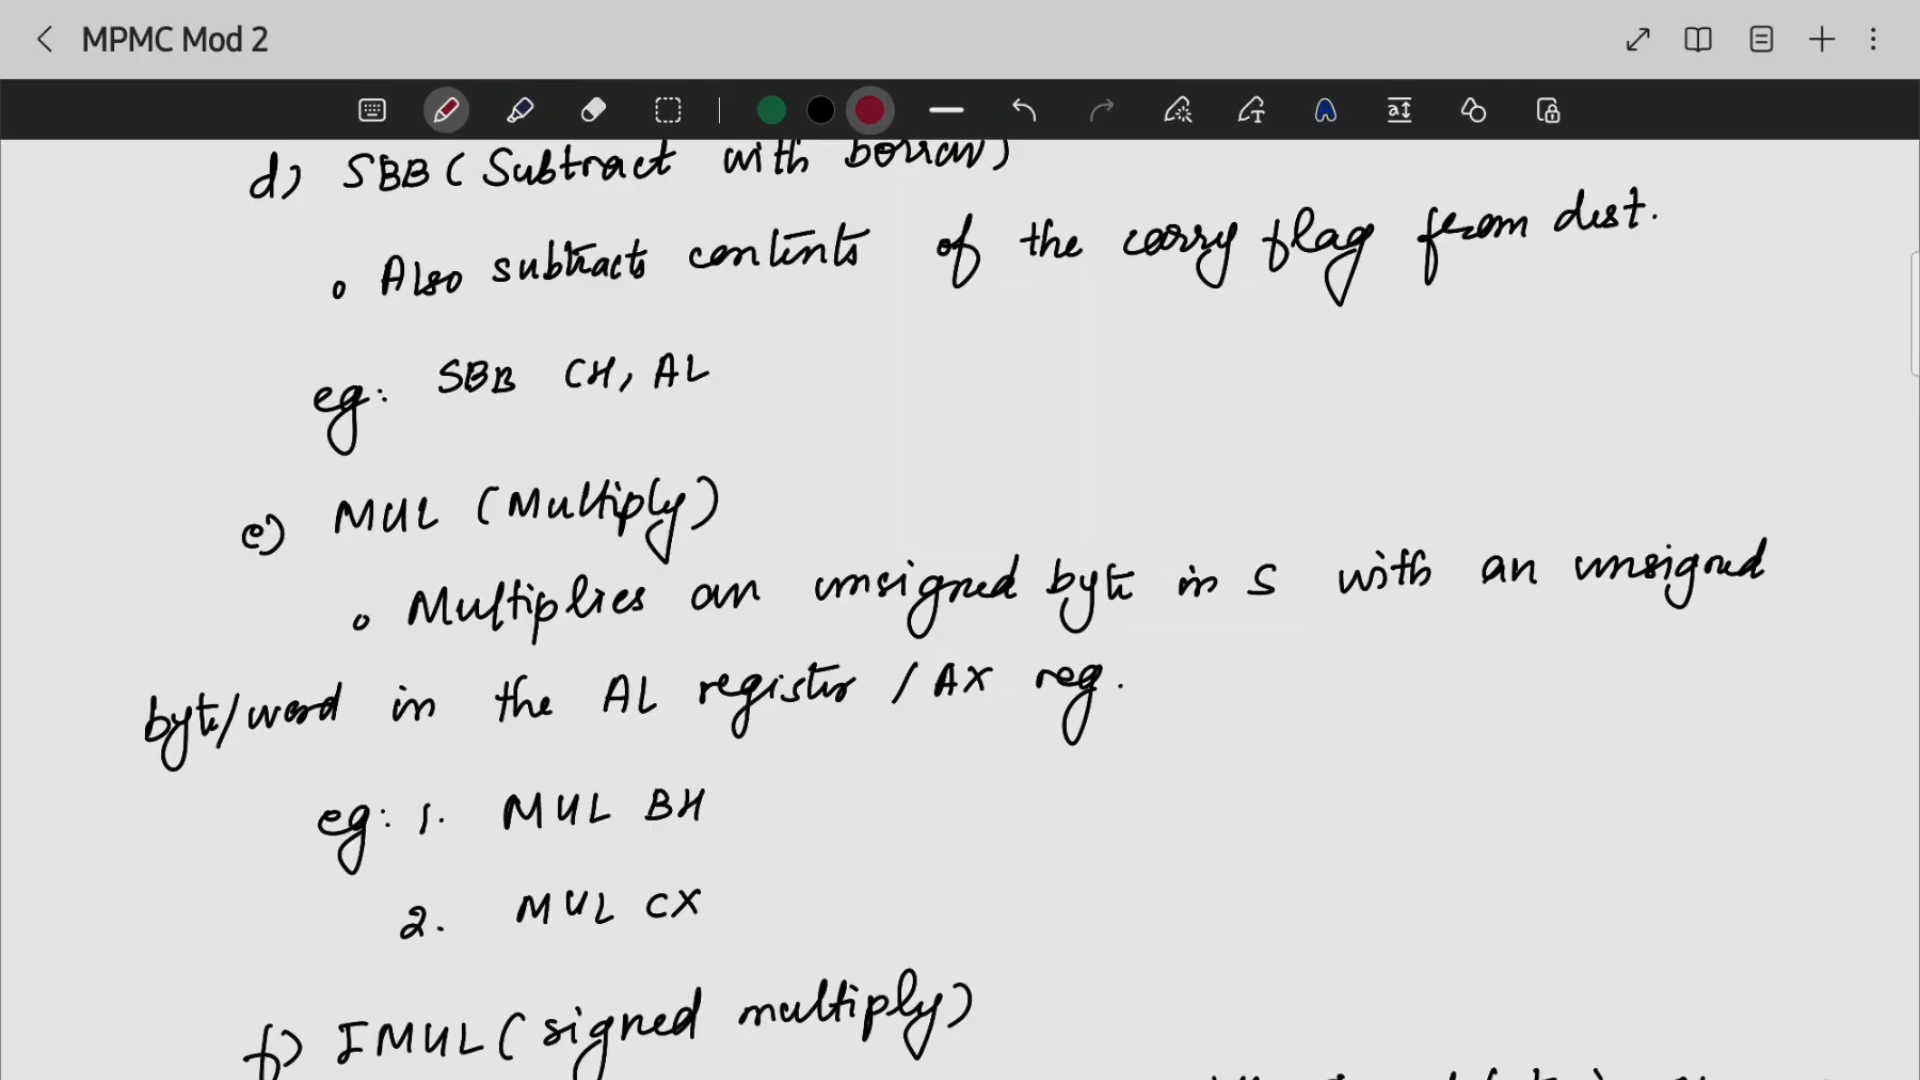 MPMC Mod 2
d) SBB (Subtract with borrow)
Also subtracts contents of the carry flag from dest.
eg: SBB CH, AL
e) MUL (Multiply)
Multiplies an unsigned byte in S with an unsigned
byte/word in the AL register / AX reg.
eg: 1. MUL BH
2. MUL CX
f) IMUL (signed multiply)